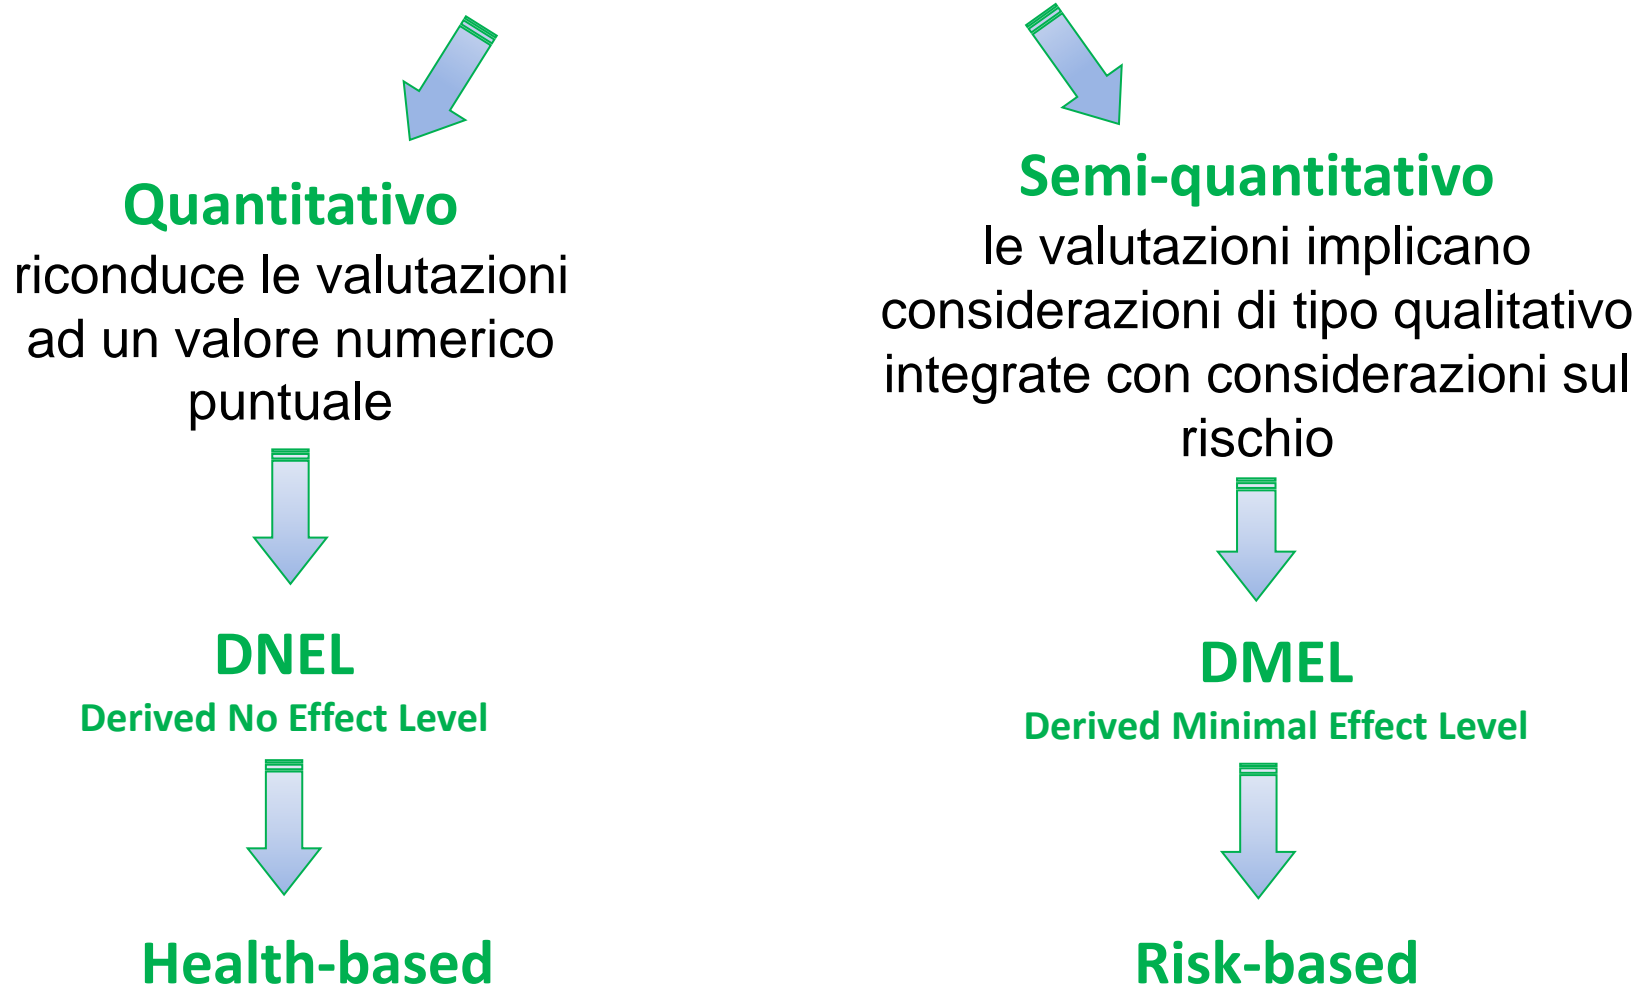 Quantitativo
riconduce le valutazioni
ad un valore numerico
puntuale
DNEL
Derived No Effect Level
Health-based
Semi-quantitativo
le valutazioni implicano
considerazioni di tipo qualitativo
integrate con considerazioni sul
rischio
DMEL
Derived Minimal Effect Level
Risk-based